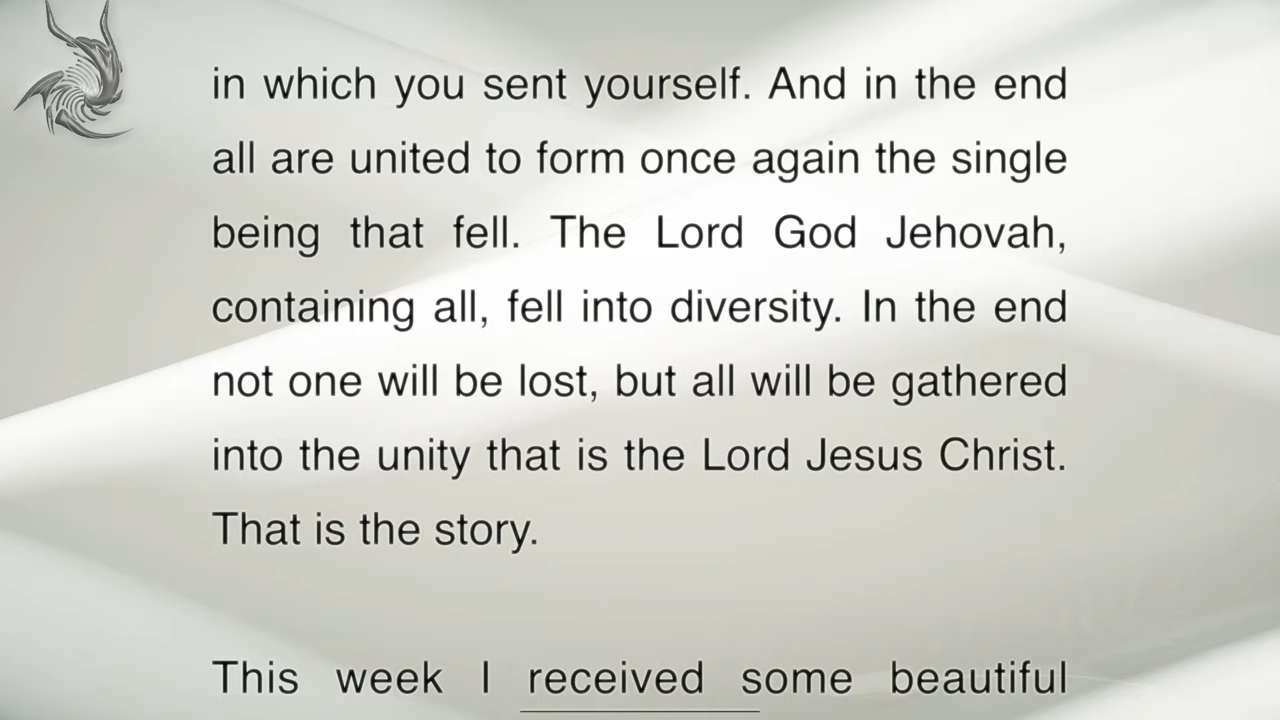 in which you sent yourself. And in the end
all are united to form once again the single
being that fell. The Lord God Jehovah,
containing all, fell into diversity. In the end
not one will be lost, but all will be gathered
into the unity that is the Lord Jesus Christ.
That is the story.
This week I received some beautiful